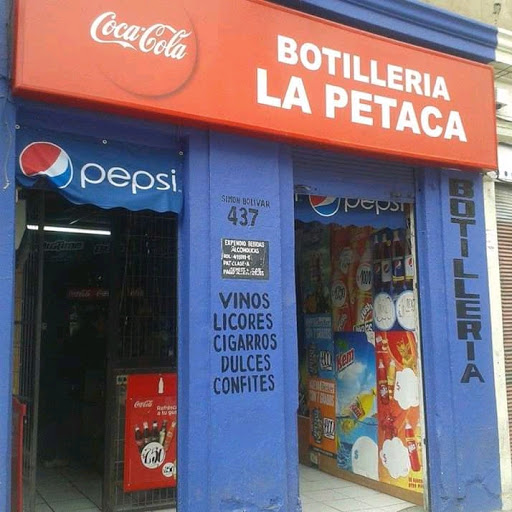 Coca-Cola
BOTILLERIA
LA PETACA
pepsi
pepsi
SIMON BOLIVAR
437
EXPENDIO BEBIDAS
ALCOHOLICAS
VINOS
LICORES
CIGARROS
DULCES
CONFITES
BOTILLERIA
Coca-Cola